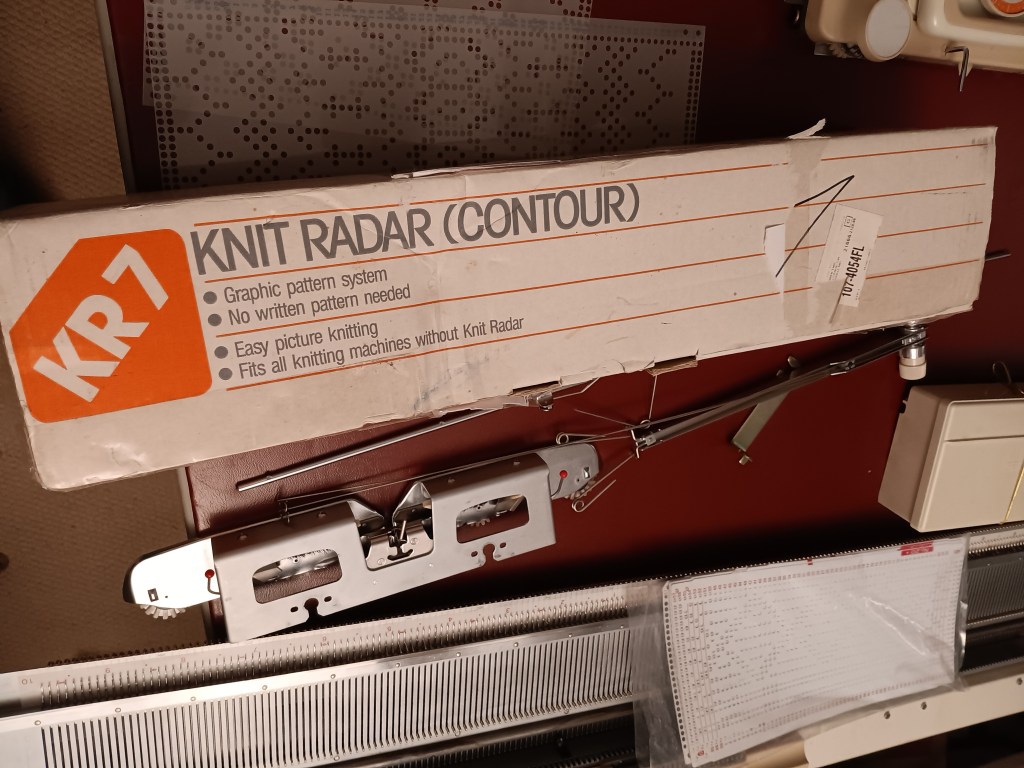 KR7
KNIT RADAR (CONTOUR)
Graphic pattern system
No written pattern needed
Easy picture knitting
Fits all knitting machines without Knit Radar
107-4054FL